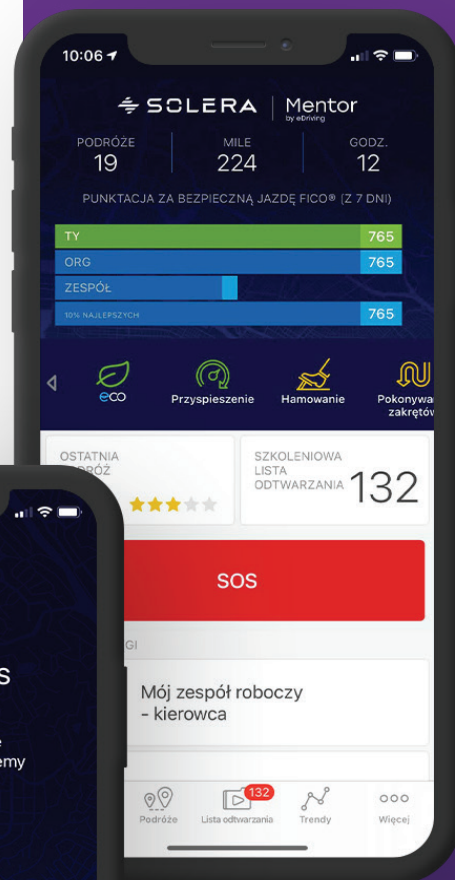 10:06
SOLERA Mentor
by eDriving
PODRÓŻE MILE GODZ.
19 224 12
PUNKTACJA ZA BEZPIECZNĄ JAZDĘ FICO® (Z 7 DNI)
TY 765
ORG 765
ZESPÓŁ
10% NAJLEPSZYCH 765
eco Przyspieszenie Hamowanie
zakrętów
OSTATNIA
SZKOLENIOWA
LISTA
ODTWARZANIA 132
SOS
Mój zespół roboczy
- kierowca
132
Podróże Lista odtwarzania Trendy Więcej